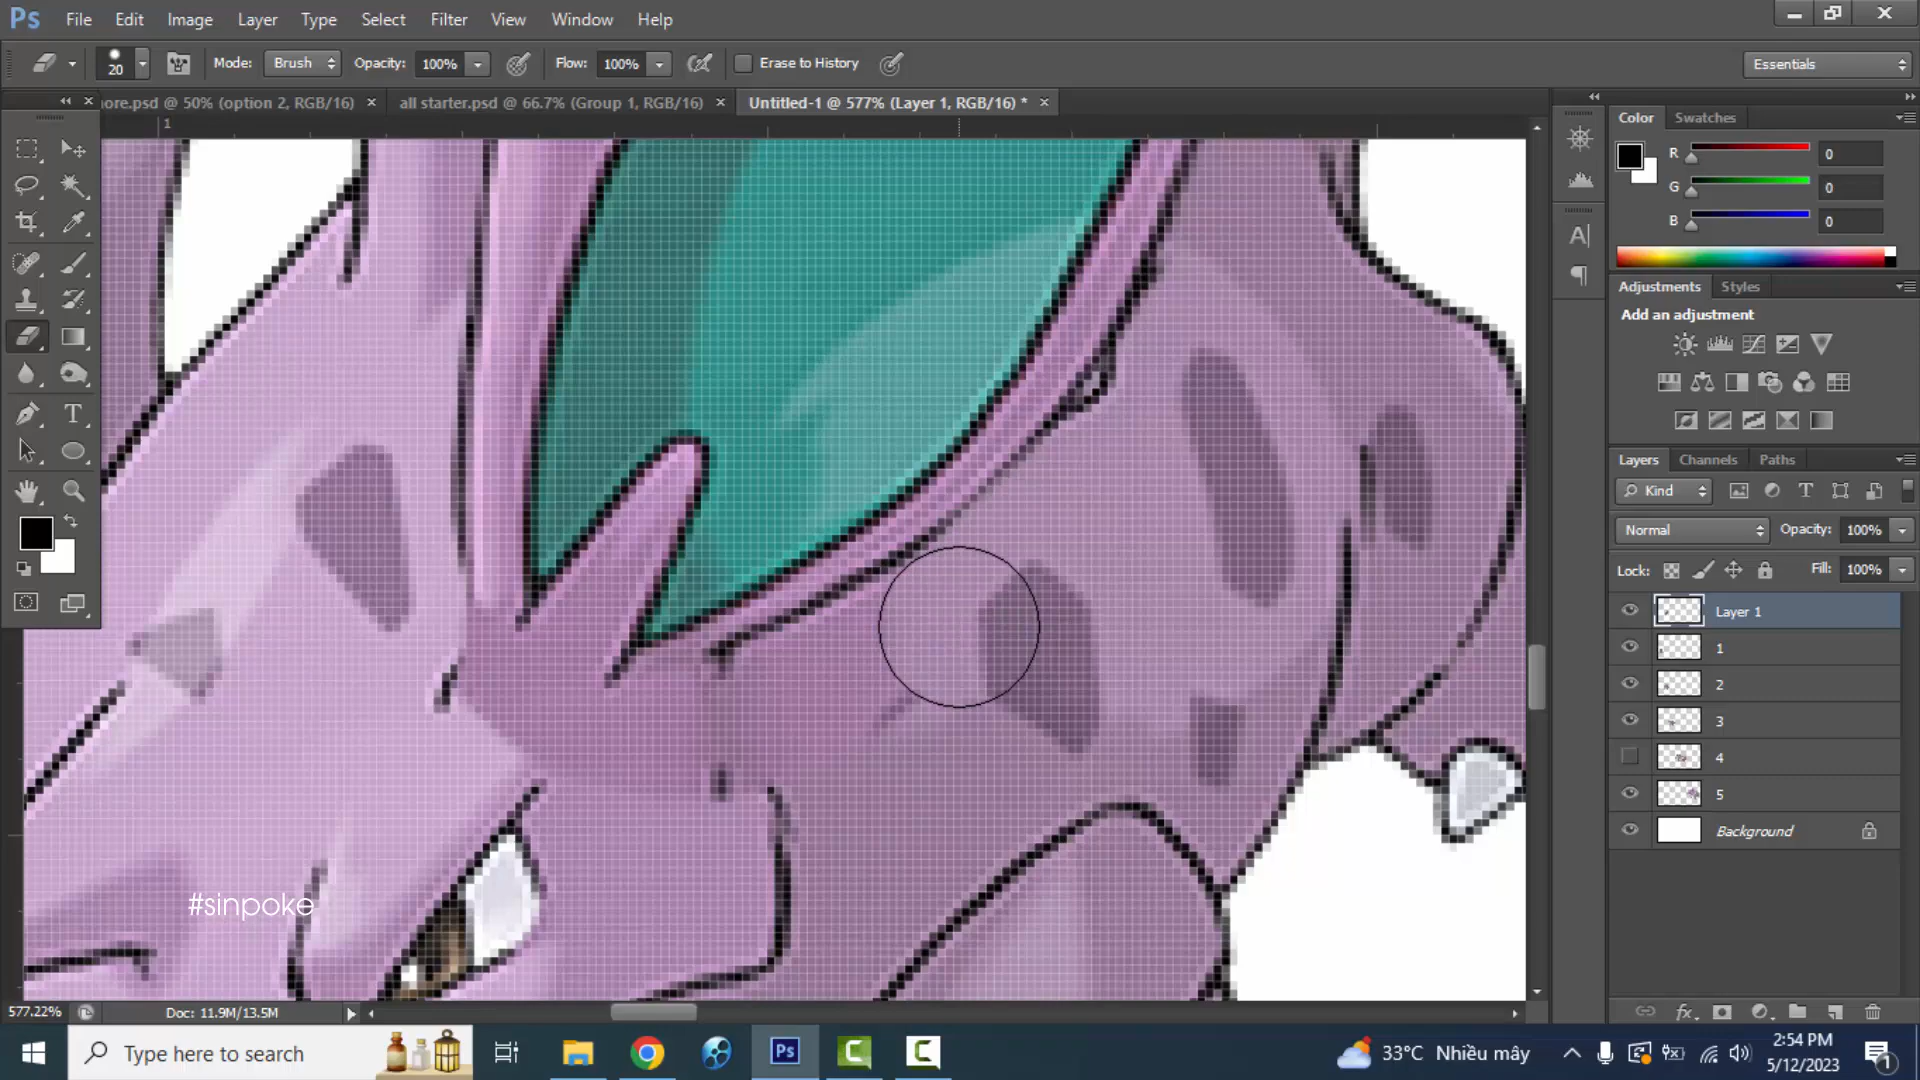 Ps File Edit Image Layer Type Select Filter View Window Help
20 Mode: Brush Opacity: 100% Flow: 100% Erase to History Essentials
ore.psd @ 50% (option 2, RGB/16) × all starter.psd @ 66.7% (Group 1, RGB/16) × Untitled-1 @ 577% (Layer 1, RGB/16) * ×
1
Color Swatches
R 0
G 0
B 0
Adjustments Styles
Add an adjustment
Layers Channels Paths
Kind
Normal Opacity: 100%
Lock: Fill: 100%
Layer 1
1
2
3
4
5
Background
#sinpoke
577.22% Doc: 11.9M/13.5M
Type here to search
33°C Nhiều mây
2:54 PM
5/12/2023
1